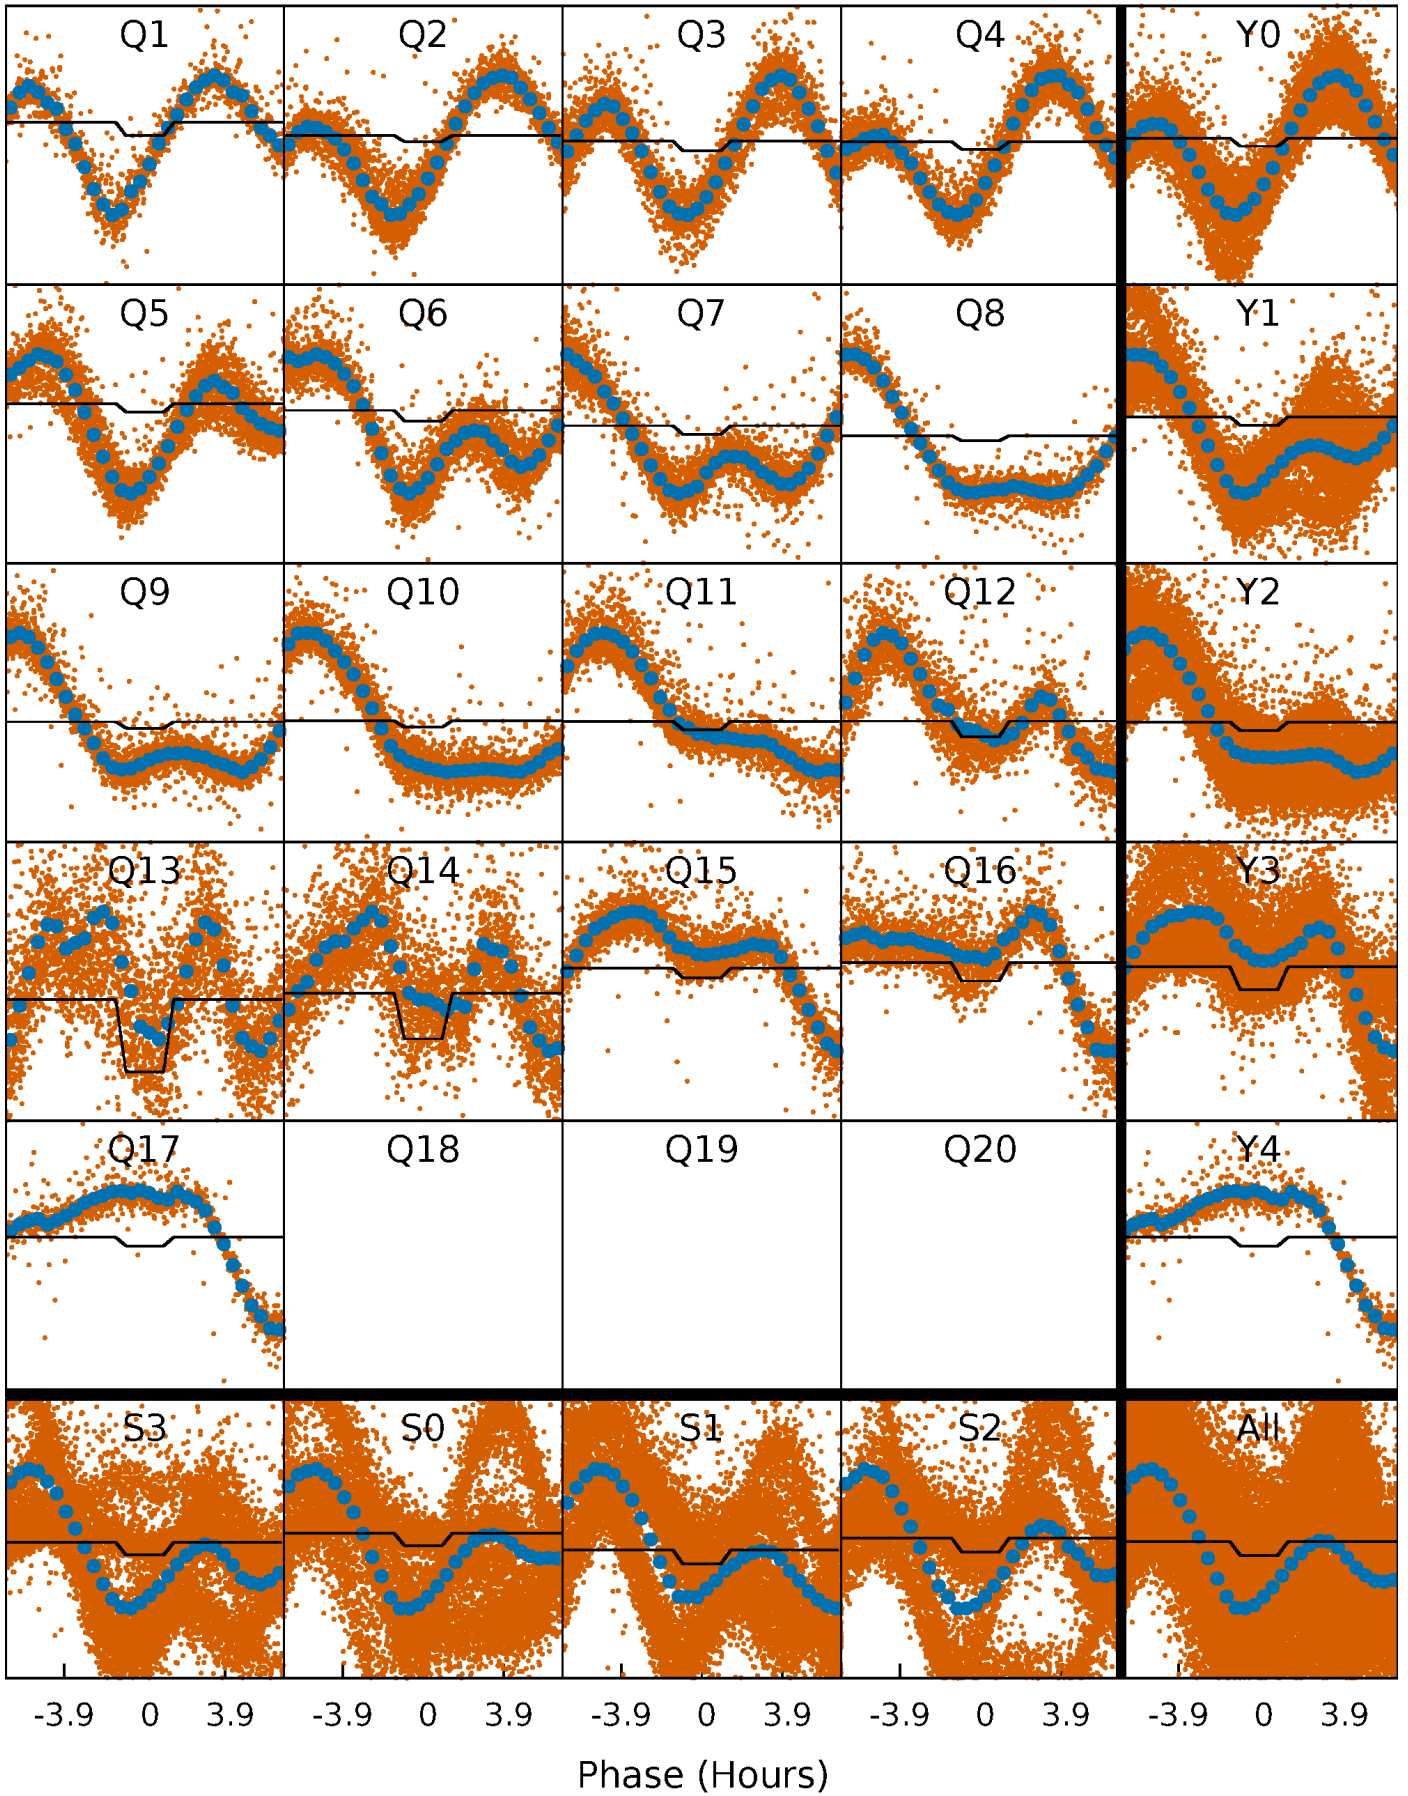 Q1 Q2 Q3 Q4 Y0
Q5 Q6 Q7 Q8 Y1
Q9 Q10 Q11 Q12 Y2
Q13 Q14 Q15 Q16 Y3
Q17 Q18 Q19 Q20 Y4
S3 S0 S1 S2 All
-3.9 0 3.9 -3.9 0 3.9 -3.9 0 3.9 -3.9 0 3.9 -3.9 0 3.9
Phase (Hours)